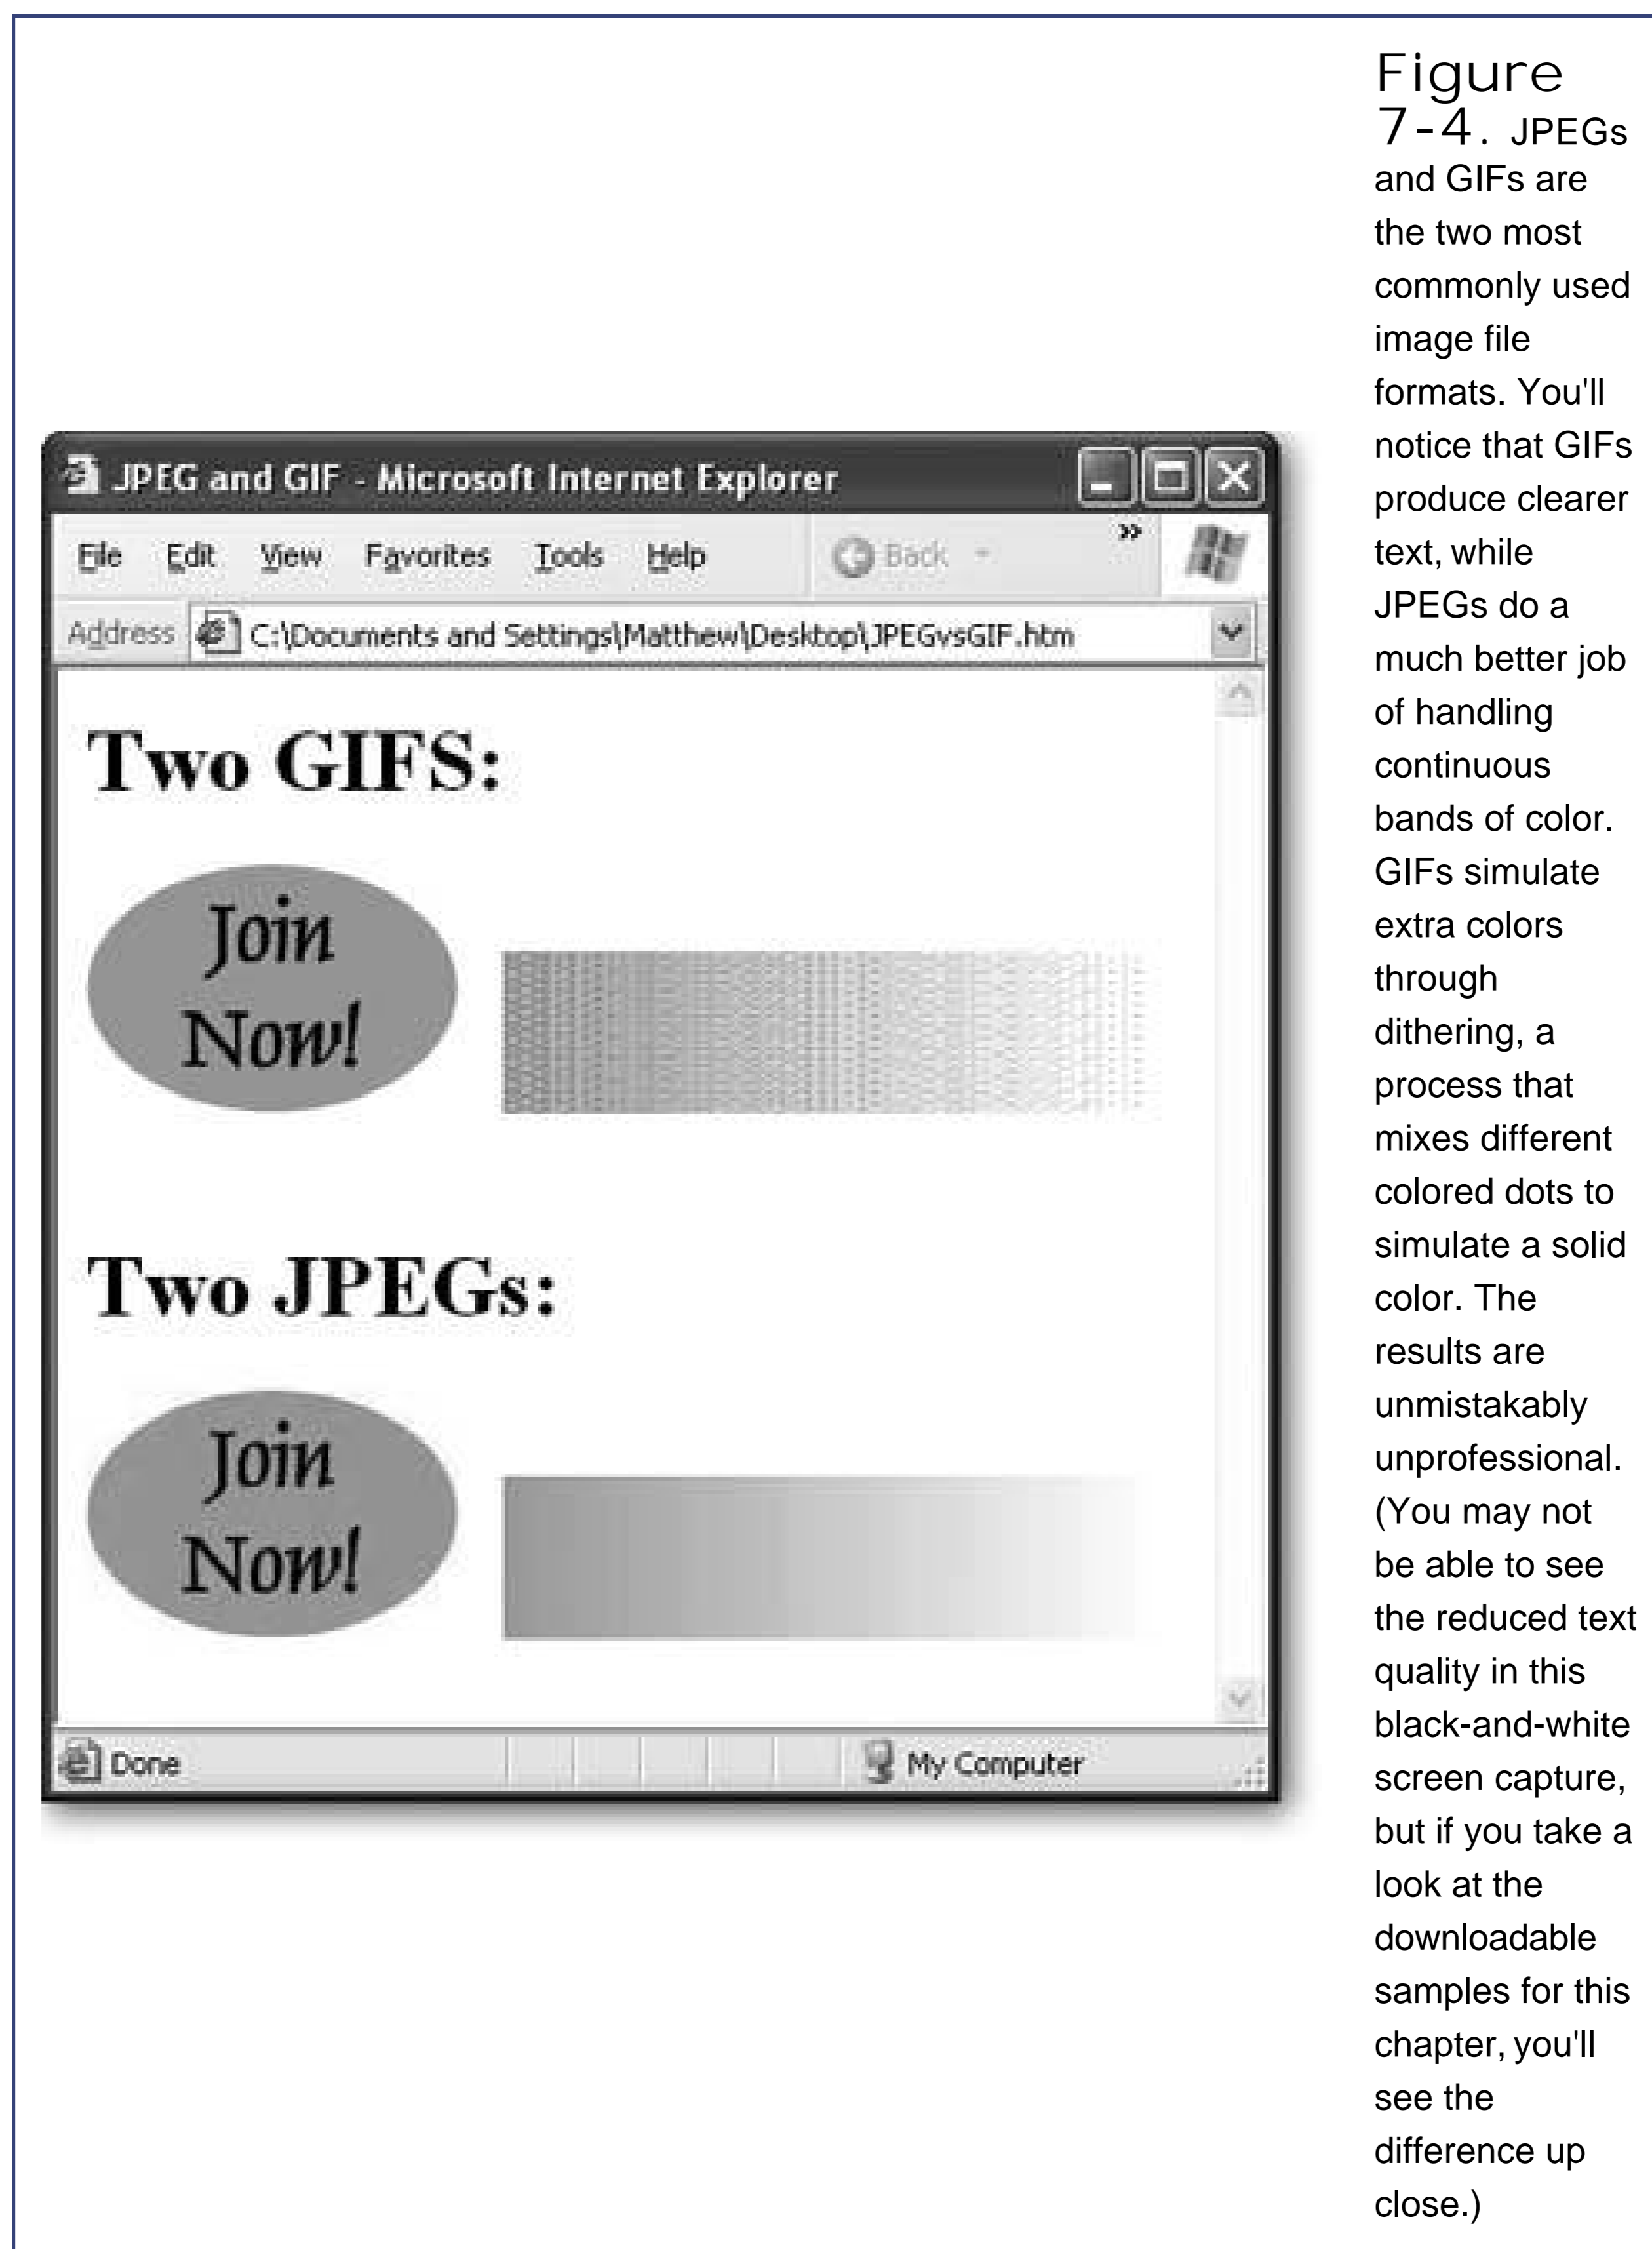 JPEG and GIF - Microsoft Internet Explorer
File Edit View Favorites Tools Help Back »
Address C:\Documents and Settings\Matthew\Desktop\JPEGvsGIF.htm
Two GIFS:
Join
Now!
Two JPEGs:
Join
Now!
Done My Computer
Figure
7-4. JPEGs
and GIFs are
the two most
commonly used
image file
formats. You'll
notice that GIFs
produce clearer
text, while
JPEGs do a
much better job
of handling
continuous
bands of color.
GIFs simulate
extra colors
through
dithering, a
process that
mixes different
colored dots to
simulate a solid
color. The
results are
unmistakably
unprofessional.
(You may not
be able to see
the reduced text
quality in this
black-and-white
screen capture,
but if you take a
look at the
downloadable
samples for this
chapter, you'll
see the
difference up
close.)